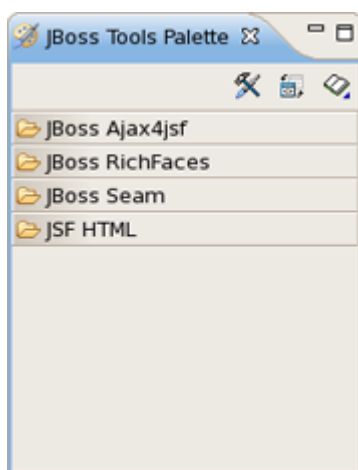 JBoss Tools Palette
JBoss Ajax4jsf
JBoss RichFaces
JBoss Seam
JSF HTML